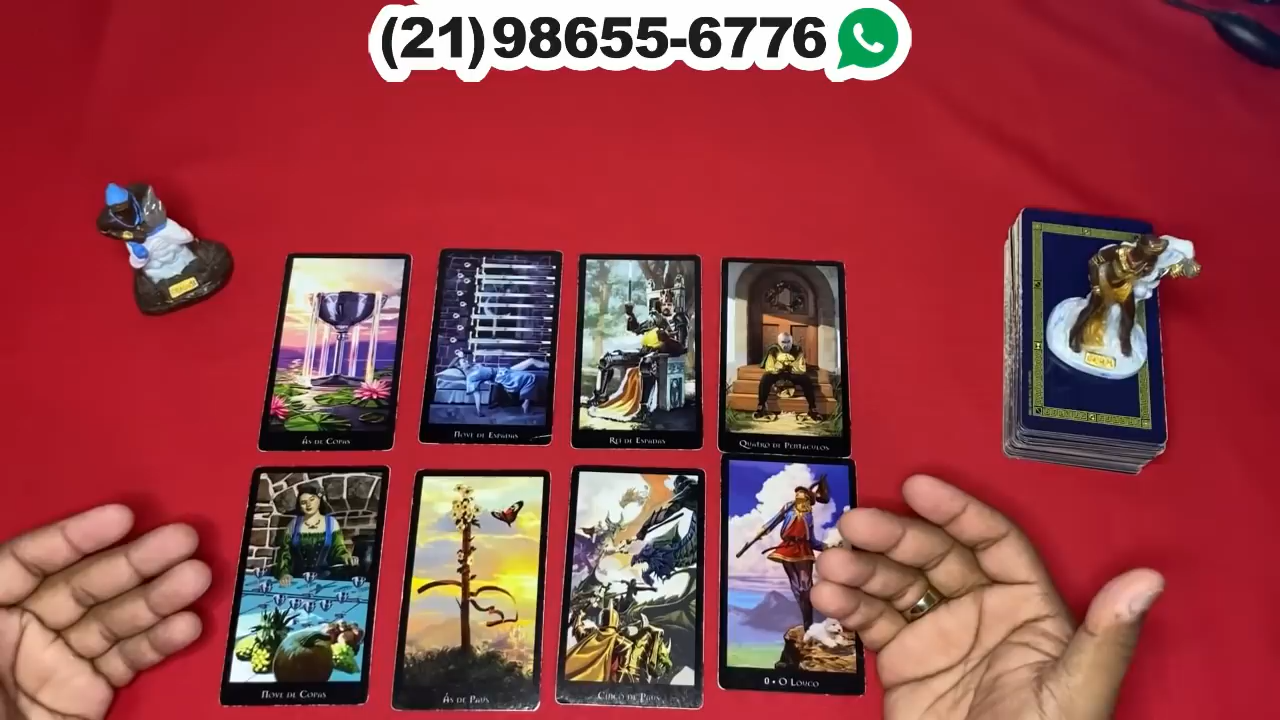 (21)98655-6776
Ás de Copas
Nove de Espadas
Rei de Espadas
Quatro de Pentáculos
Nove de Copas
Ás de Paus
Cinco de Paus
0 • O Louco